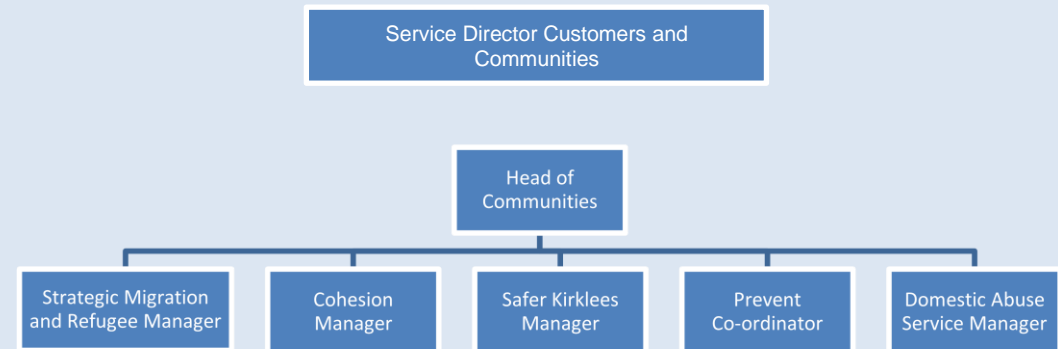 Service Director Customers and
Communities
Head of
Communities
Strategic Migration
and Refugee Manager
Cohesion
Manager
Safer Kirklees
Manager
Prevent
Co-ordinator
Domestic Abuse
Service Manager